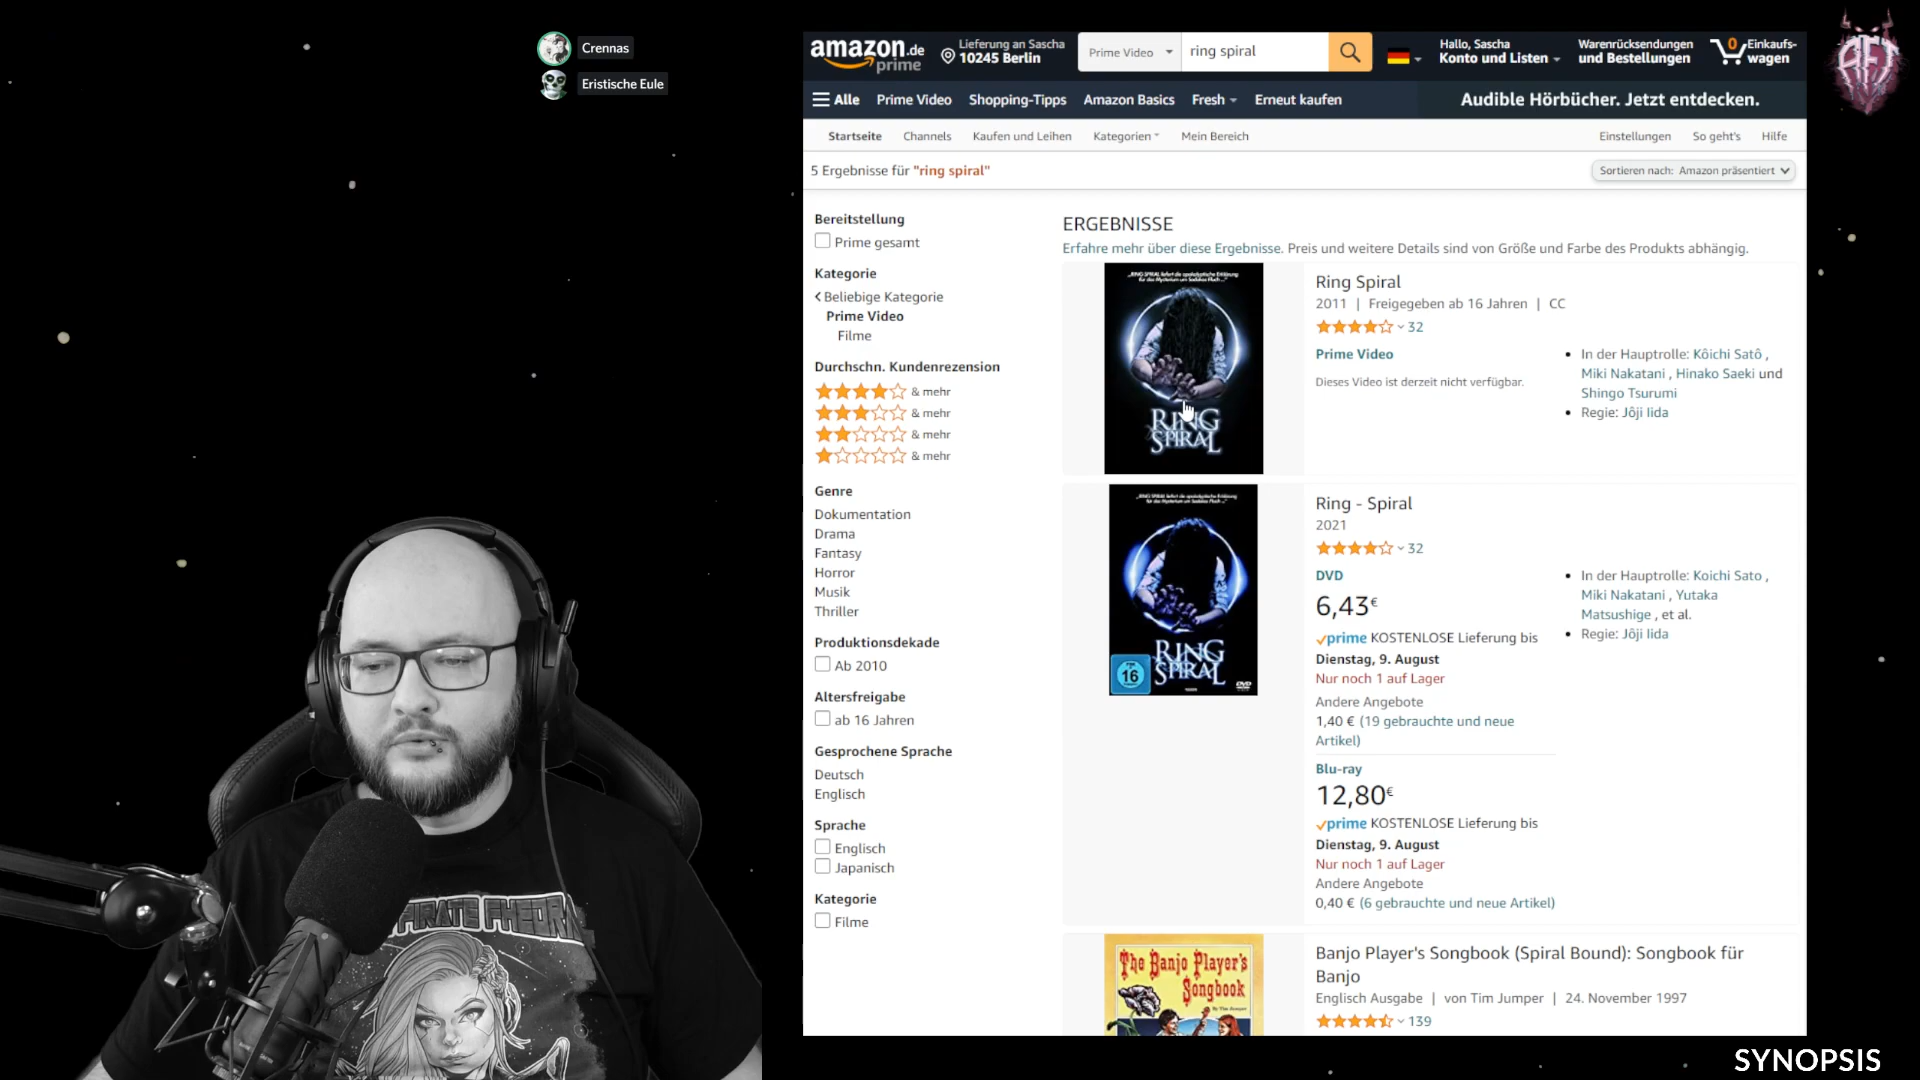 Crennas
Eristische Eule
amazon.de
prime
Lieferung an Sascha
10245 Berlin
Prime Video
ring spiral
Hallo, Sascha
Konto und Listen
Warenrücksendungen
und Bestellungen
0
Einkaufs-
wagen
Alle
Prime Video
Shopping-Tipps
Amazon Basics
Fresh
Erneut kaufen
Audible Hörbücher. Jetzt entdecken.
Startseite
Channels
Kaufen und Leihen
Kategorien
Mein Bereich
Einstellungen
So geht's
Hilfe
5 Ergebnisse für "ring spiral"
Sortieren nach: Amazon präsentiert
Bereitstellung
Prime gesamt
Kategorie
Beliebige Kategorie
Prime Video
Filme
Durchschn. Kundenrezension
& mehr
& mehr
& mehr
& mehr
Genre
Dokumentation
Drama
Fantasy
Horror
Musik
Thriller
Produktionsdekade
Ab 2010
Altersfreigabe
ab 16 Jahren
Gesprochene Sprache
Deutsch
Englisch
Sprache
Englisch
Japanisch
Kategorie
Filme
ERGEBNISSE
Erfahre mehr über diese Ergebnisse. Preis und weitere Details sind von Größe und Farbe des Produkts abhängig.
RING
SPIRAL
Ring Spiral
2011 | Freigegeben ab 16 Jahren | CC
32
Prime Video
Dieses Video ist derzeit nicht verfügbar.
In der Hauptrolle: Kôichi Satô ,
Miki Nakatani , Hinako Saeki und
Shingo Tsurumi
Regie: Jôji Iida
16
RING
SPIRAL
DVD
Ring - Spiral
2021
32
DVD
6,43€
prime KOSTENLOSE Lieferung bis
Dienstag, 9. August
Nur noch 1 auf Lager
Andere Angebote
1,40 € (19 gebrauchte und neue
Artikel)
Blu-ray
12,80€
prime KOSTENLOSE Lieferung bis
Dienstag, 9. August
Nur noch 1 auf Lager
Andere Angebote
0,40 € (6 gebrauchte und neue Artikel)
In der Hauptrolle: Koichi Sato ,
Miki Nakatani , Yutaka
Matsushige , et al.
Regie: Jôji Iida
The Banjo Player's
Songbook
By Tim Jumper
Banjo Player's Songbook (Spiral Bound): Songbook für
Banjo
Englisch Ausgabe | von Tim Jumper | 24. November 1997
139
SYNOPSIS